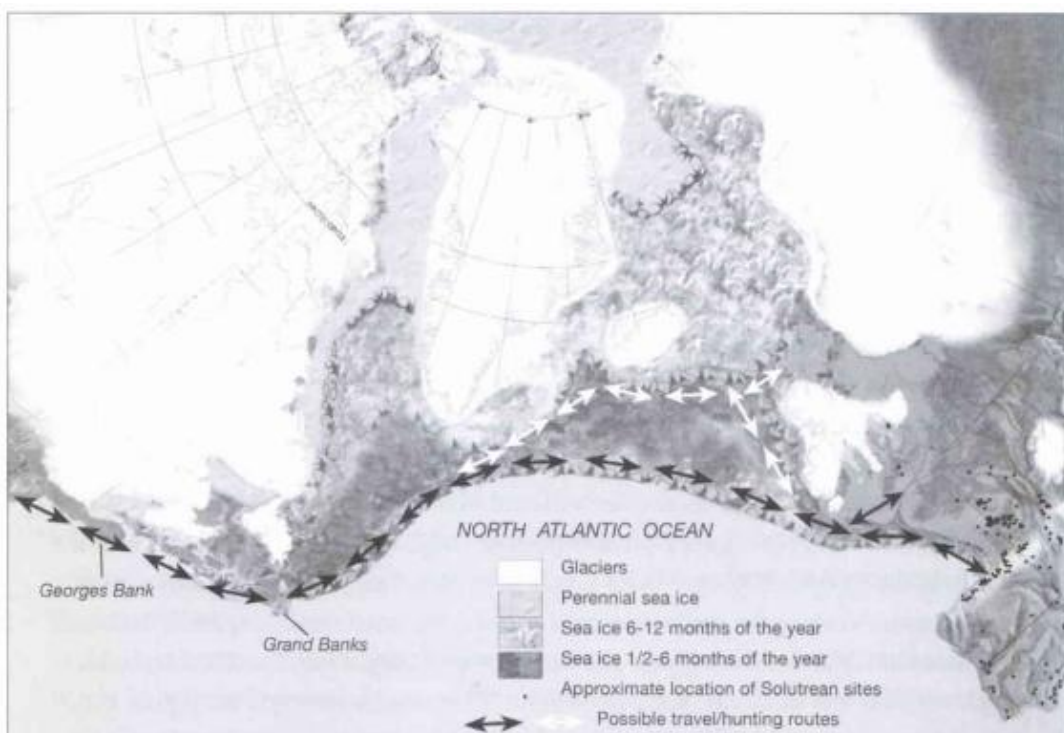 Georges Bank
Grand Banks
NORTH ATLANTIC OCEAN
Glaciers
Perennial sea ice
Sea ice 6-12 months of the year
Sea ice 1/2-6 months of the year
Approximate location of Solutrean sites
Possible travel/hunting routes